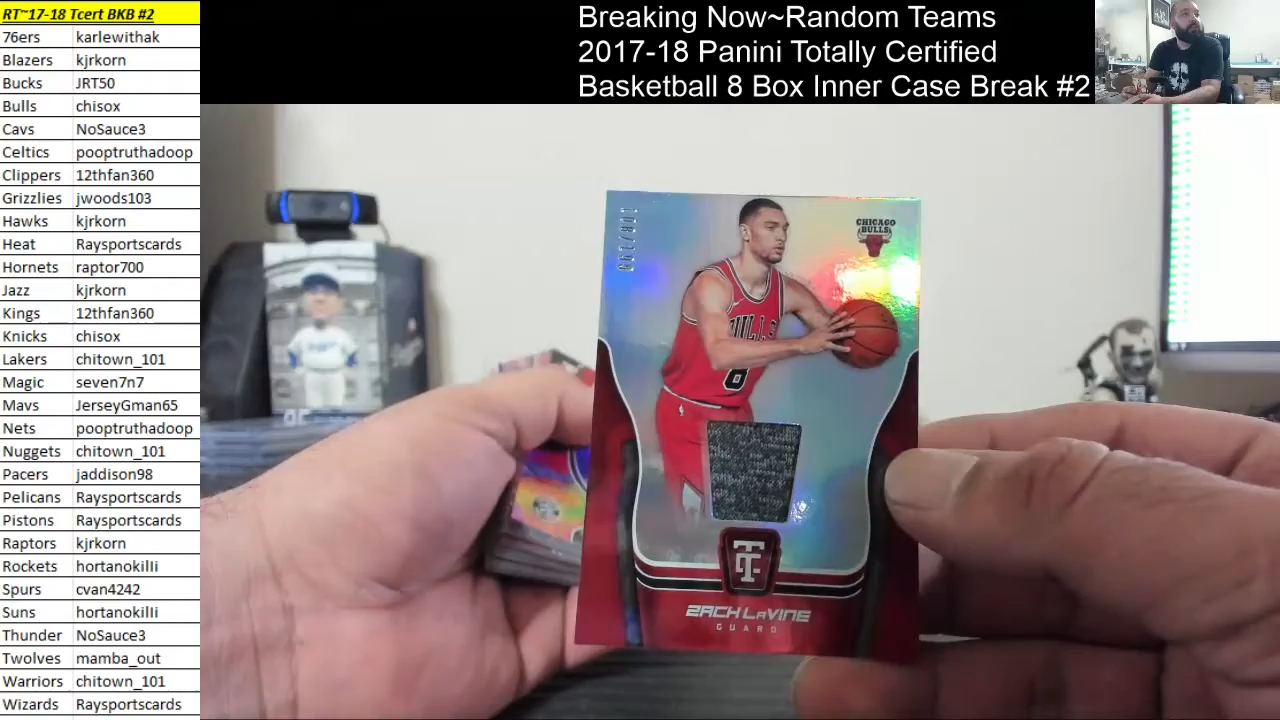 RT~17-18 Tcert BKB #2
76ers karlewithak
Blazers kjrkorn
Bucks JRT50
Bulls chisox
Cavs NoSauce3
Celtics pooptruthadoop
Clippers 12thfan360
Grizzlies jwoods103
Hawks kjrkorn
Heat Raysportscards
Hornets raptor700
Jazz kjrkorn
Kings 12thfan360
Knicks chisox
Lakers chitown_101
Magic seven7n7
Mavs JerseyGman65
Nets pooptruthadoop
Nuggets chitown_101
Pacers jaddison98
Pelicans Raysportscards
Pistons Raysportscards
Raptors kjrkorn
Rockets hortanokilli
Spurs cvan4242
Suns hortanokilli
Thunder NoSauce3
Twolves mamba_out
Warriors chitown_101
Wizards Raysportscards
Breaking Now~Random Teams
2017-18 Panini Totally Certified
Basketball 8 Box Inner Case Break #2
CHICAGO
BULLS
BULLS
8
TC
ZACH LaVINE
GUARD